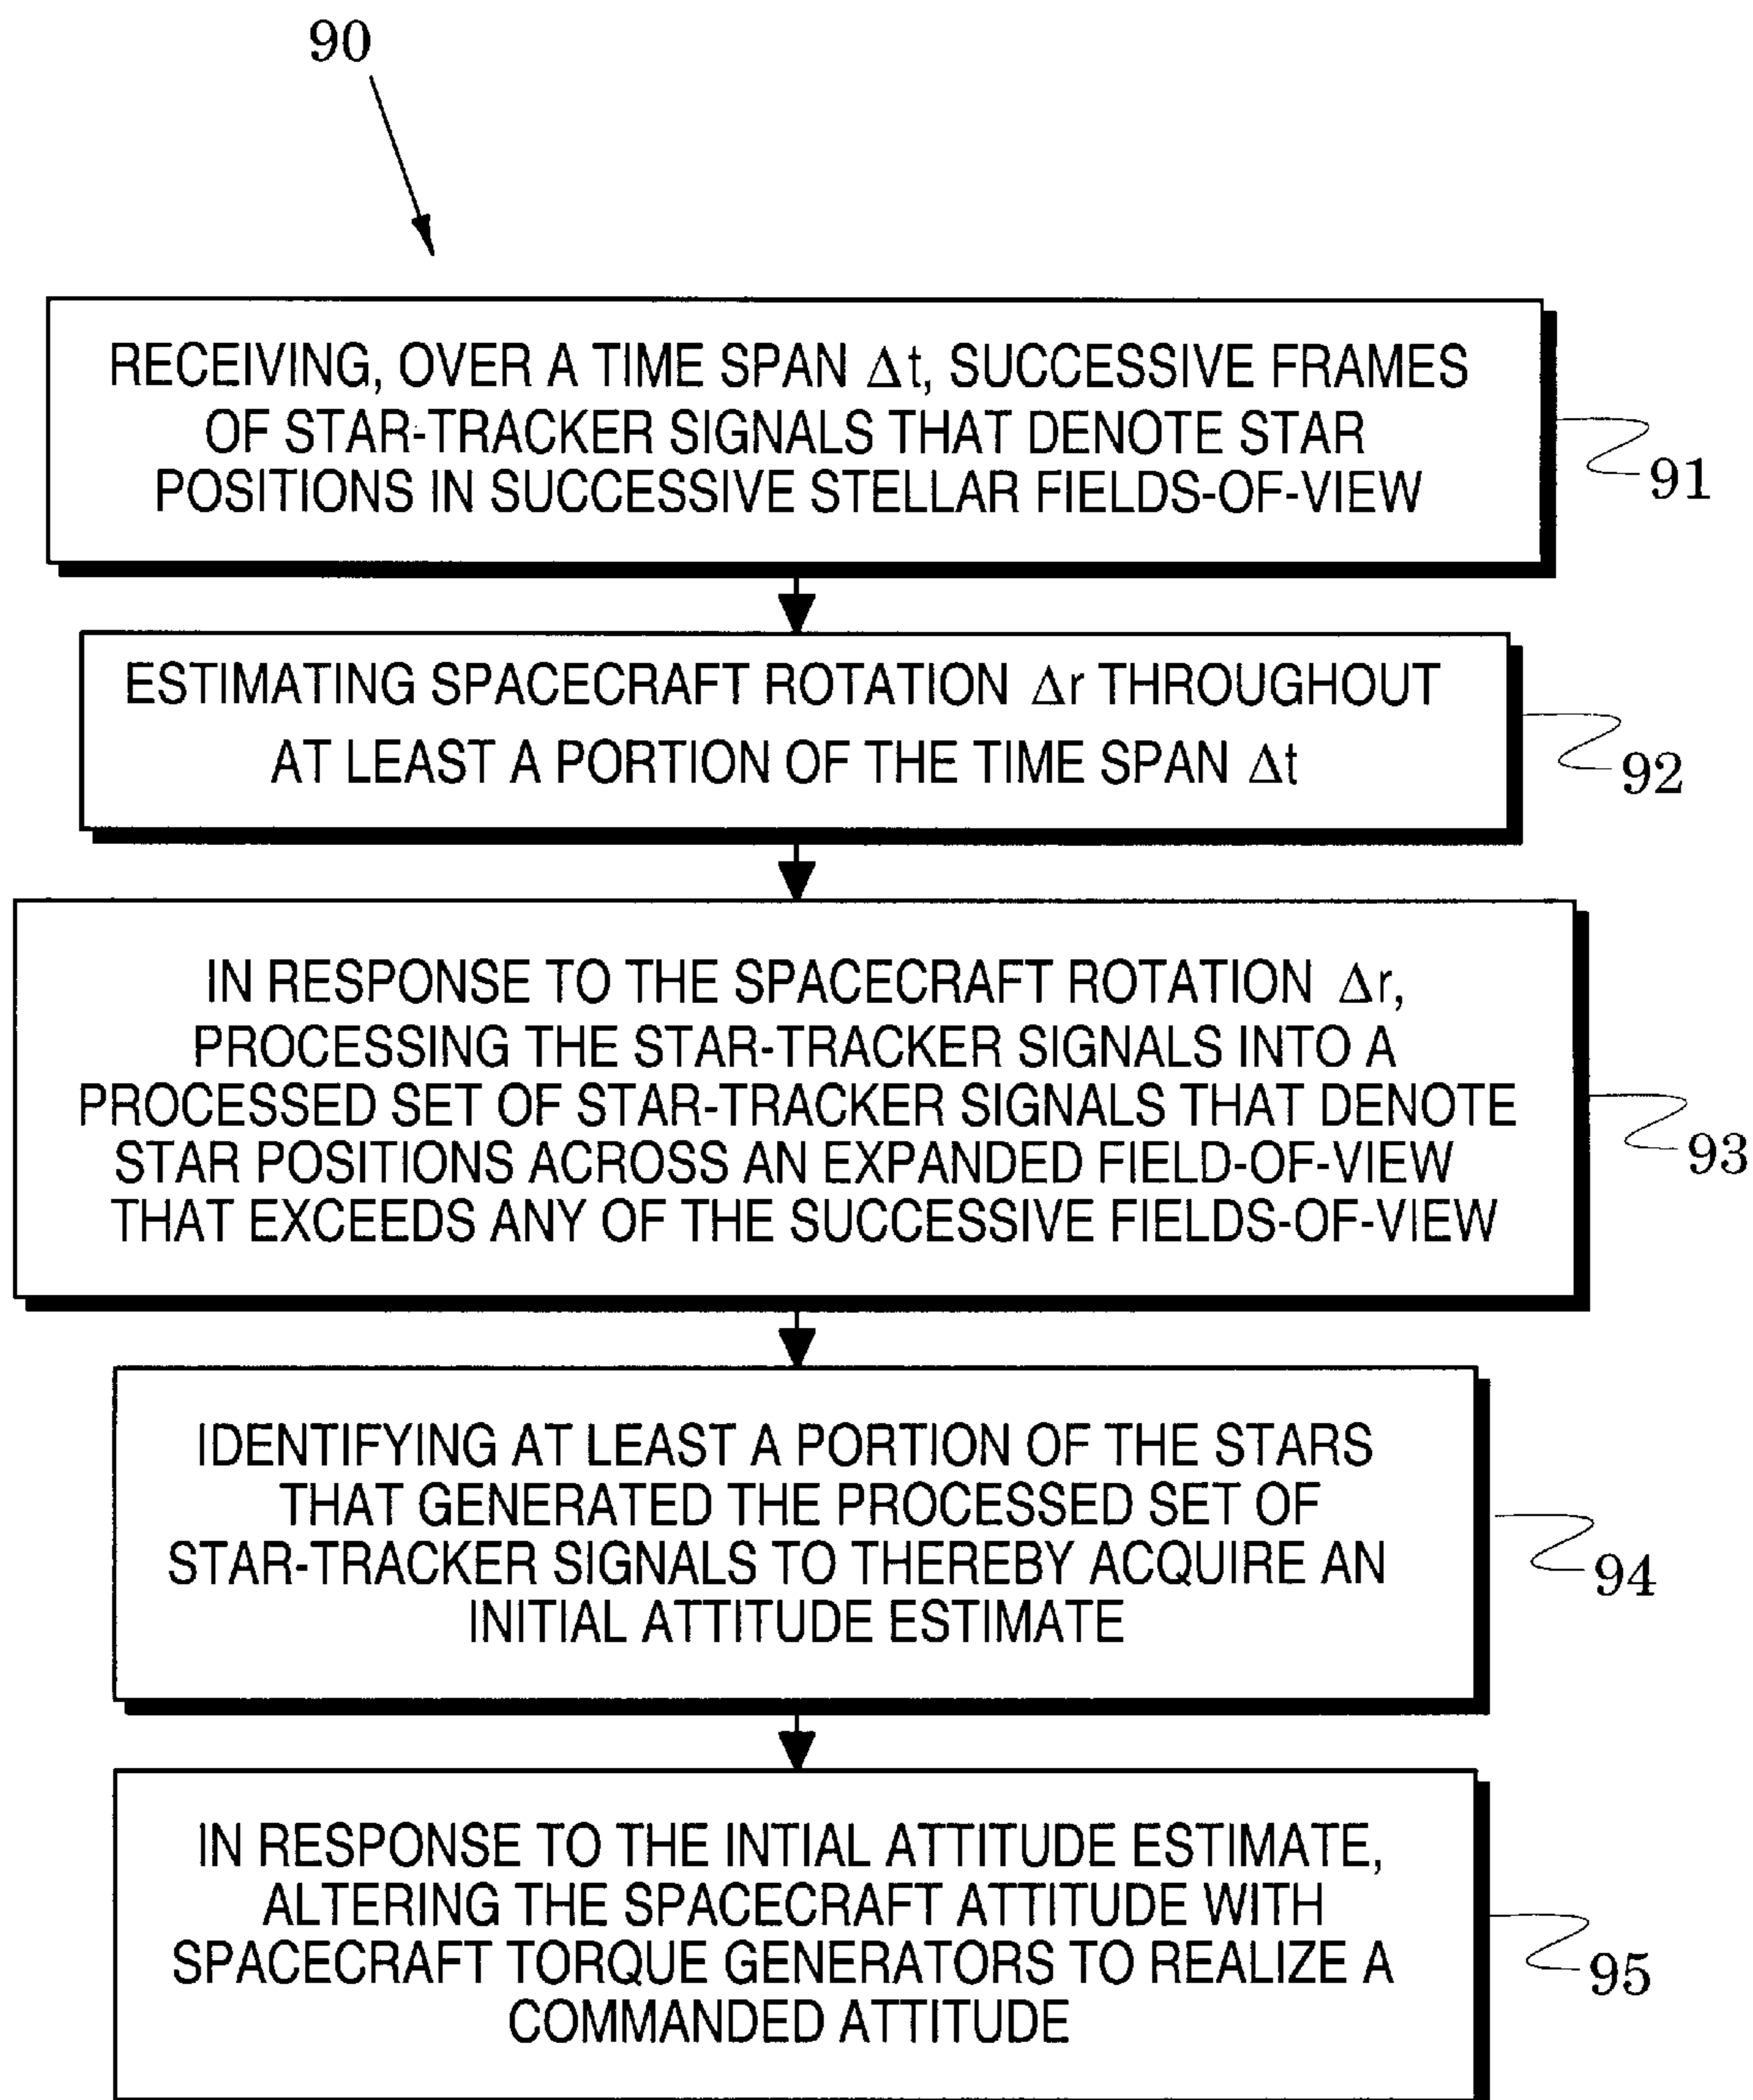 90
RECEIVING, OVER A TIME SPAN Δt, SUCCESSIVE FRAMES
OF STAR-TRACKER SIGNALS THAT DENOTE STAR
POSITIONS IN SUCCESSIVE STELLAR FIELDS-OF-VIEW
91
ESTIMATING SPACECRAFT ROTATION Δr THROUGHOUT
AT LEAST A PORTION OF THE TIME SPAN Δt
92
IN RESPONSE TO THE SPACECRAFT ROTATION Δr,
PROCESSING THE STAR-TRACKER SIGNALS INTO A
PROCESSED SET OF STAR-TRACKER SIGNALS THAT DENOTE
STAR POSITIONS ACROSS AN EXPANDED FIELD-OF-VIEW
THAT EXCEEDS ANY OF THE SUCCESSIVE FIELDS-OF-VIEW
93
IDENTIFYING AT LEAST A PORTION OF THE STARS
THAT GENERATED THE PROCESSED SET OF
STAR-TRACKER SIGNALS TO THEREBY ACQUIRE AN
INITIAL ATTITUDE ESTIMATE
94
IN RESPONSE TO THE INTIAL ATTITUDE ESTIMATE,
ALTERING THE SPACECRAFT ATTITUDE WITH
SPACECRAFT TORQUE GENERATORS TO REALIZE A
COMMANDED ATTITUDE
95